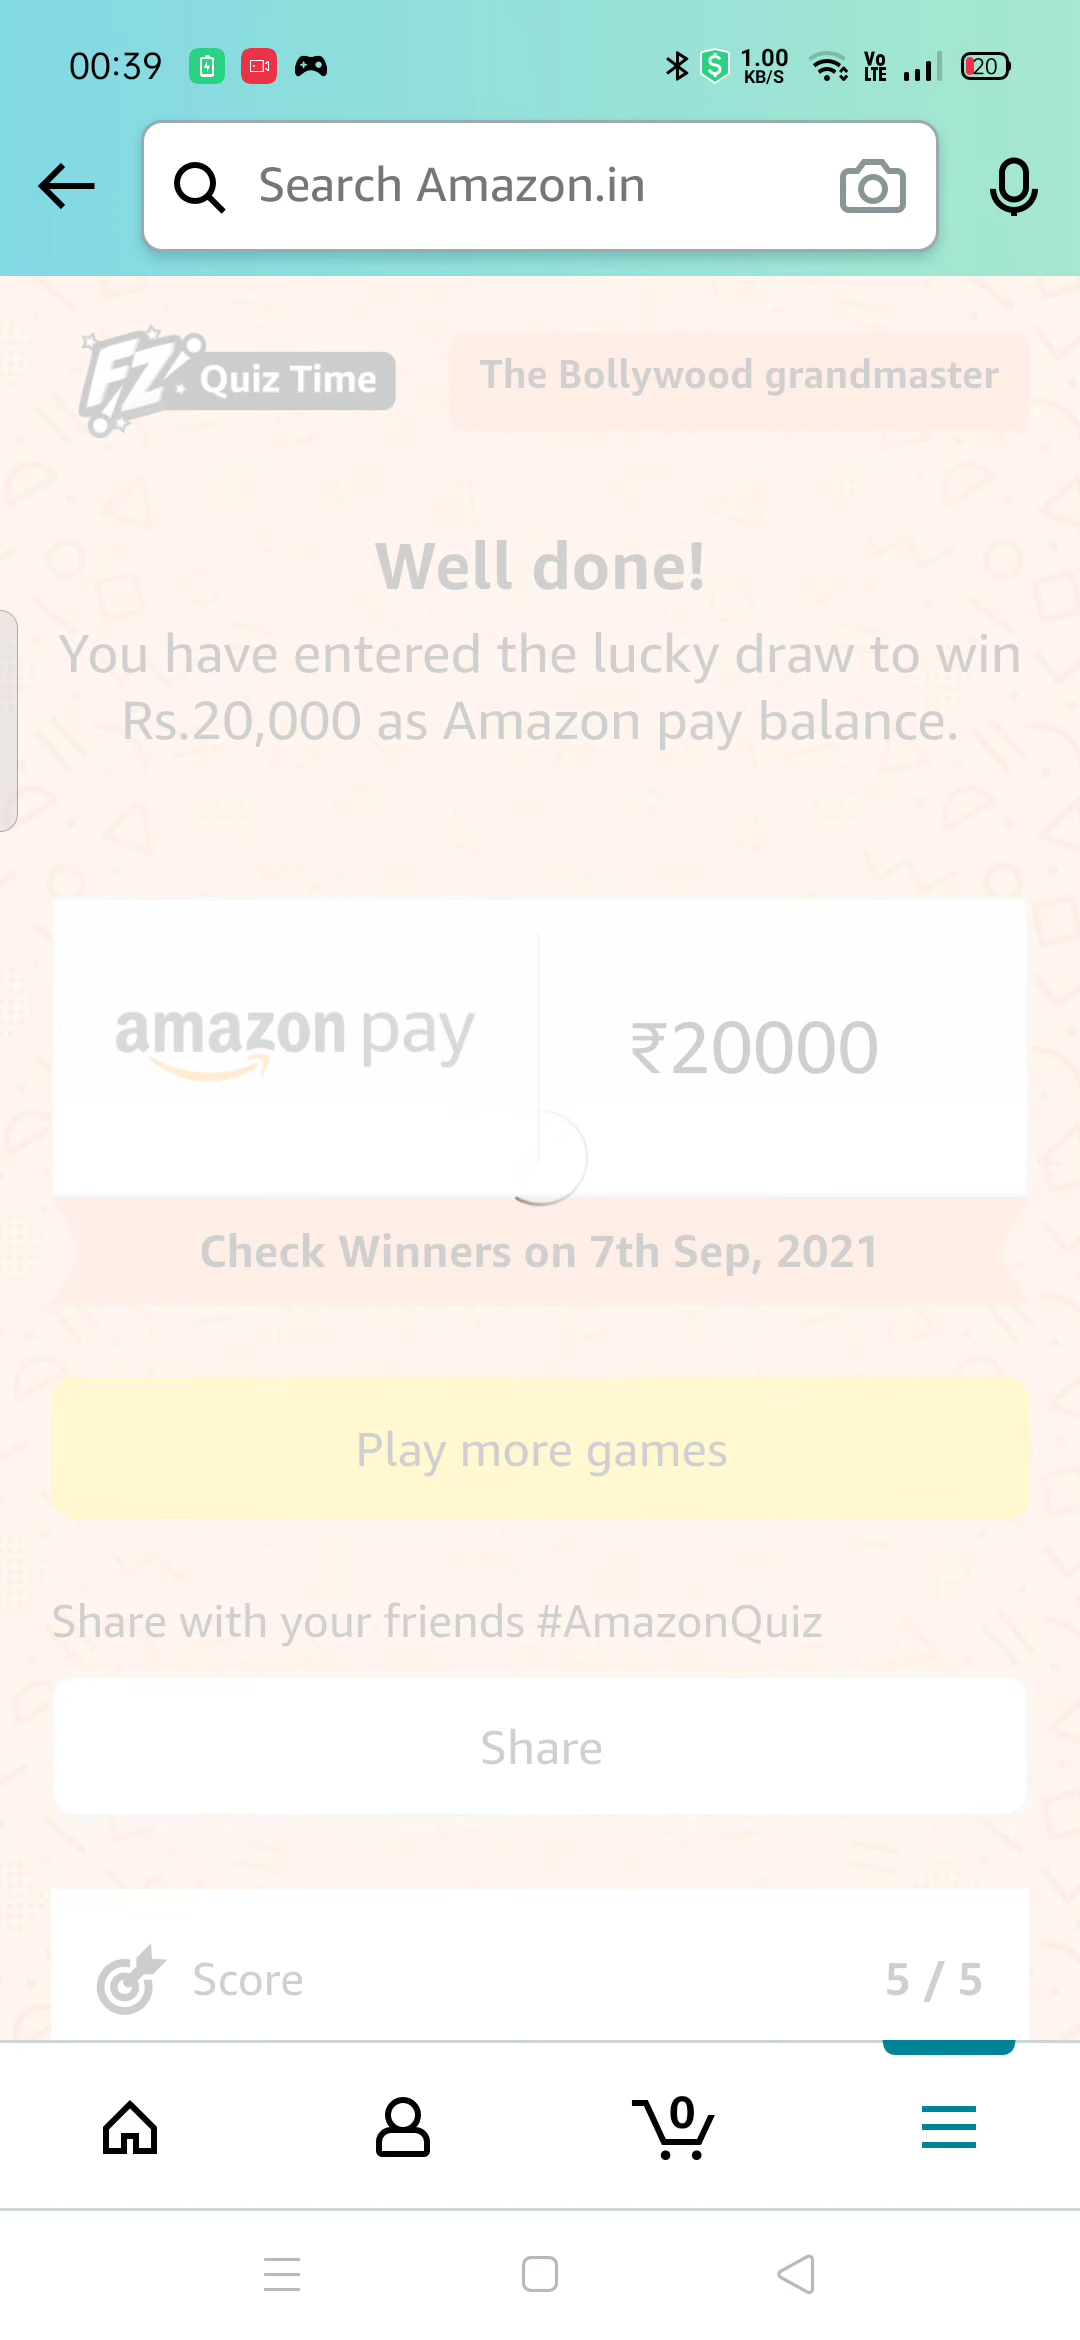 00:39
1.00
KB/S
Vo
LTE
20
Search Amazon.in
FZ Quiz Time
The Bollywood grandmaster
Well done!
You have entered the lucky draw to win
Rs.20,000 as Amazon pay balance.
amazon pay
₹20000
Check Winners on 7th Sep, 2021
Play more games
Share with your friends #AmazonQuiz
Share
Score
5 / 5
0